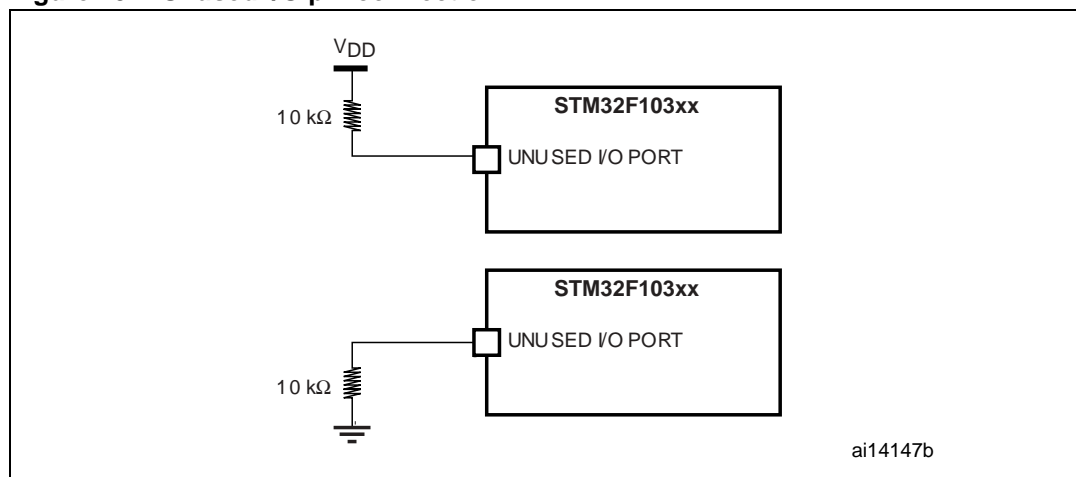 VDD
10 kΩ
STM32F103xx
UNUSED I/O PORT
STM32F103xx
UNUSED I/O PORT
10 kΩ
ai14147b